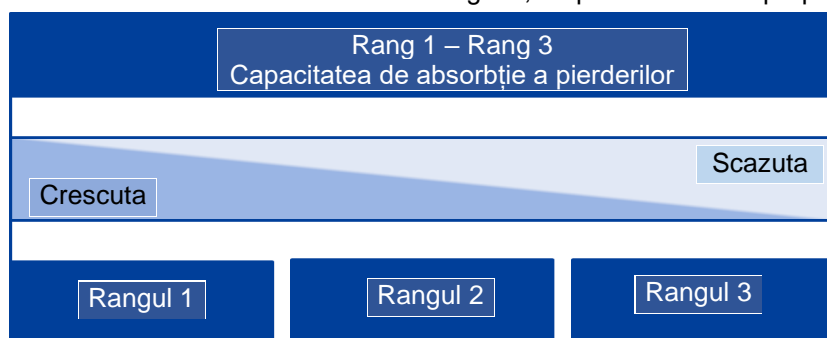 Rang 1 – Rang 3
Capacitatea de absorbție a pierderilor
Scazuta
Crescuta
Rangul 1
Rangul 2
Rangul 3